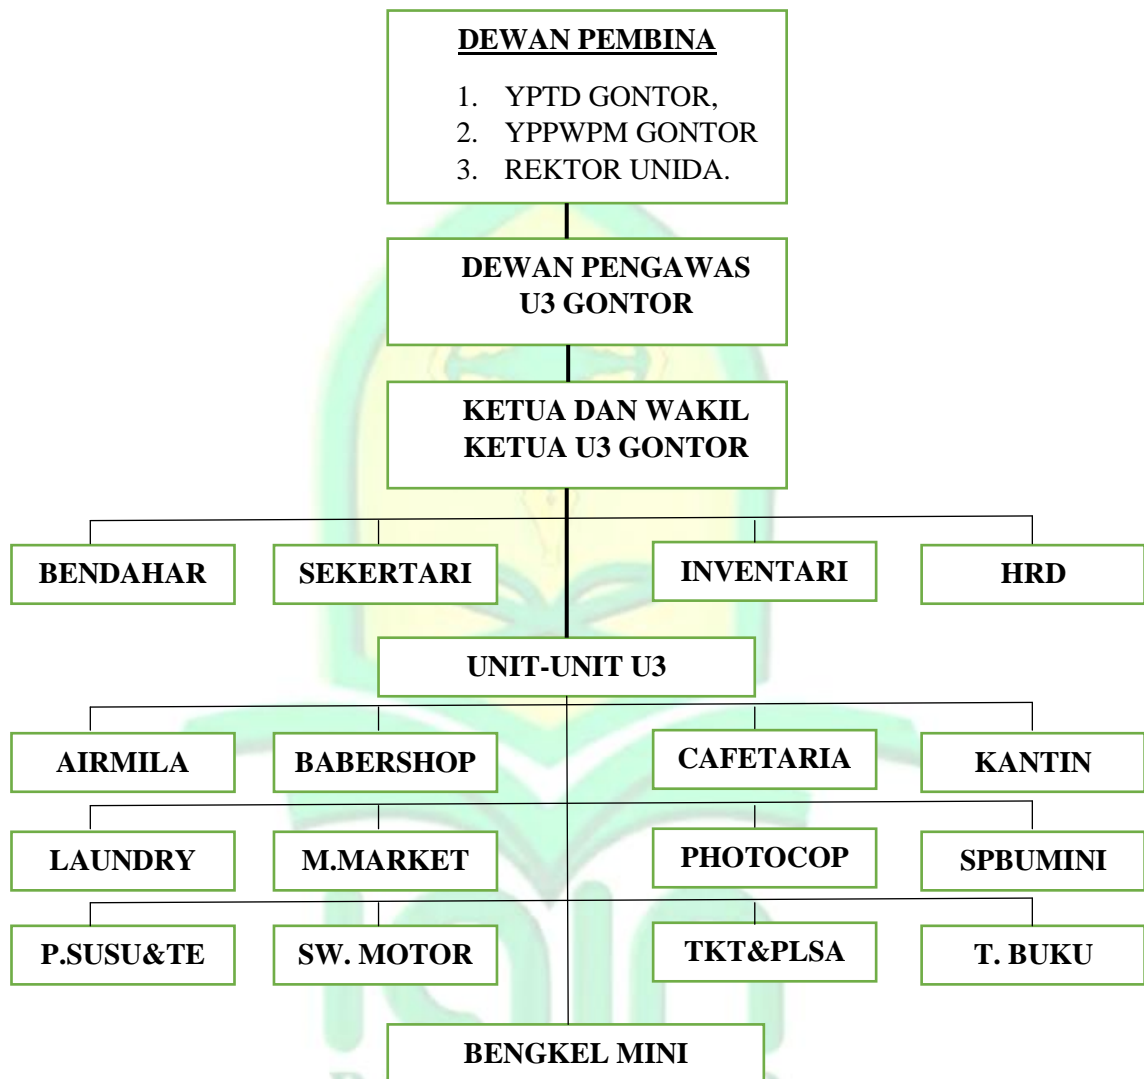 DEWAN PEMBINA
1. YPTD GONTOR,
2. YPPWPM GONTOR
3. REKTOR UNIDA.
DEWAN PENGAWAS
U3 GONTOR
KETUA DAN WAKIL
KETUA U3 GONTOR
BENDAHAR
SEKERTARI
INVENTARI
HRD
UNIT-UNIT U3
AIRMILA
BABERSHOP
CAFETARIA
KANTIN
LAUNDRY
M.MARKET
PHOTOCOP
SPBUMINI
P.SUSU&TE
SW. MOTOR
TKT&PLSA
T. BUKU
BENGKEL MINI